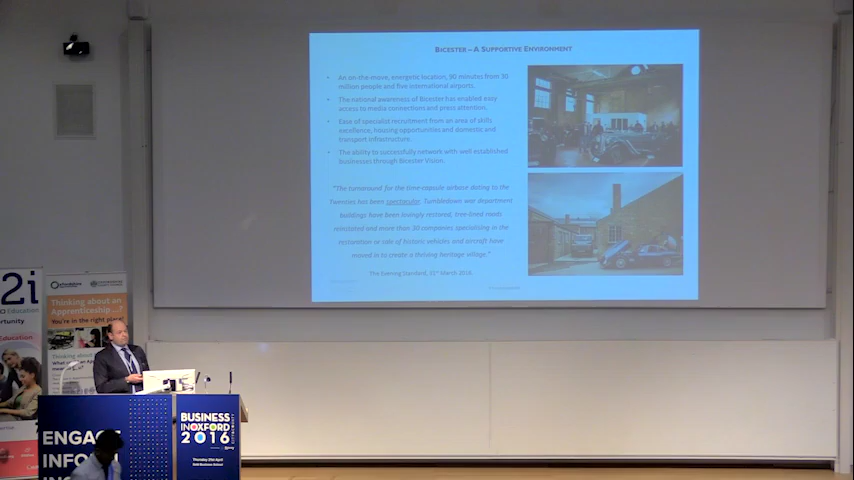 BICESTER – A SUPPORTIVE ENVIRONMENT
• An on-the-move, energetic location, 90 minutes from 30
million people and five international airports.
• The national awareness of Bicester has enabled easy
access to media connections and press attention.
• Ease of specialist recruitment from an area of skills
excellence, housing opportunities and domestic and
transport infrastructure.
• The ability to successfully network with well established
businesses through Bicester Vision.
"The turnaround for the time-capsule airbase dating to the
Twenties has been spectacular. Tumbledown war department
buildings have been lovingly restored, tree-lined roads
reinstated and more than 30 companies specialising in the
restoration or sale of historic vehicles and aircraft have
moved in to create a thriving heritage village."
The Evening Standard, 31st March 2016
2i
Education
Thinking about an
Apprenticeship ...?
You're in the right place!
Thinking about
ENGAGE
INFORM
BUSINESS
INOXFORD
2016
Thursday 21st April
Saïd Business School